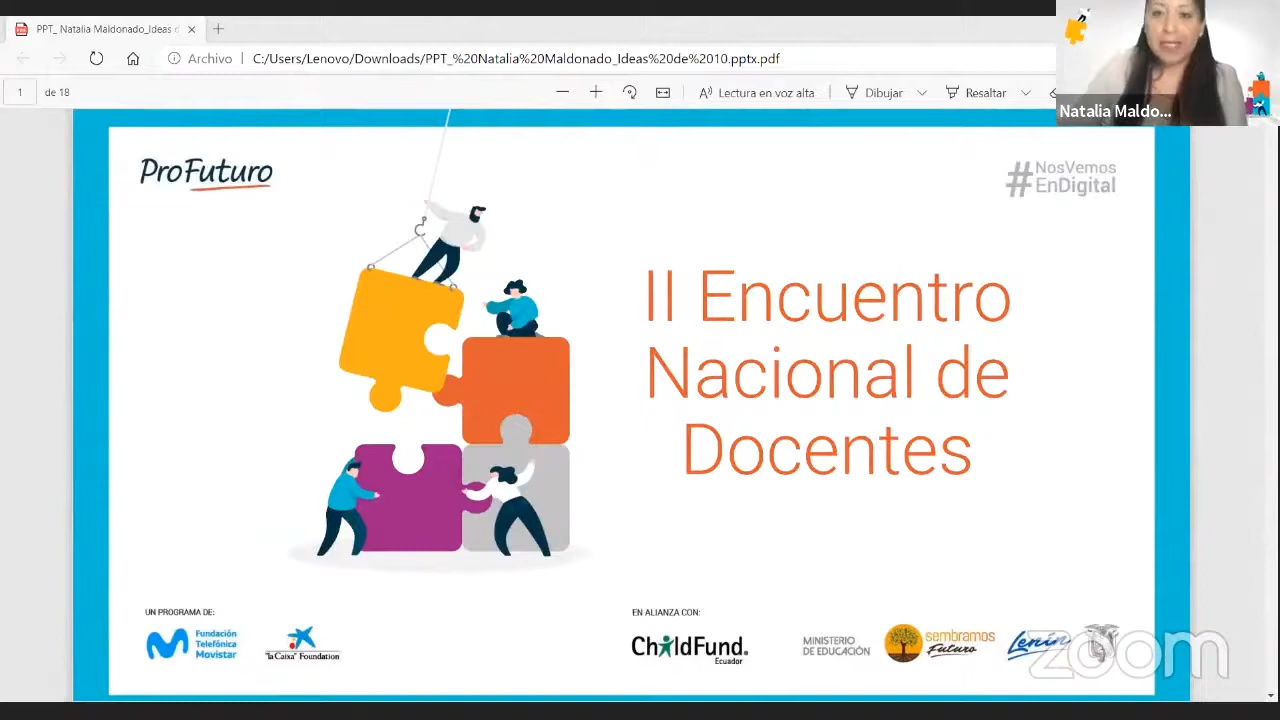 PPT_ Natalia Maldonado_Ideas d
Archivo
C:/Users/Lenovo/Downloads/PPT_%20Natalia%20Maldonado_Ideas%20de%2010.pptx.pdf
1 de 18
Lectura en voz alta
Dibujar
Resaltar
Natalia Maldo...
ProFuturo
#NosVemos
EnDigital
II Encuentro
Nacional de
Docentes
UN PROGRAMA DE:
Fundación
Telefónica
Movistar
"la Caixa" Foundation
EN ALIANZA CON:
ChildFund.
Ecuador
MINISTERIO
DE EDUCACIÓN
sembramos
Futuro
Lenín
zoom